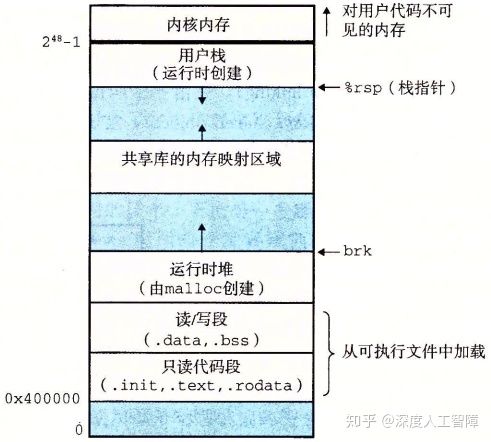 内核内存
对用户代码不可
见的内存
2⁴⁸-1
用户栈
(运行时创建)
%rsp(栈指针)
共享库的内存映射区域
brk
运行时堆
(由malloc创建)
读/写段
(.data,.bss)
从可执行文件中加载
只读代码段
(.init,.text,.rodata)
0x400000
0
知乎 @深度人工智障